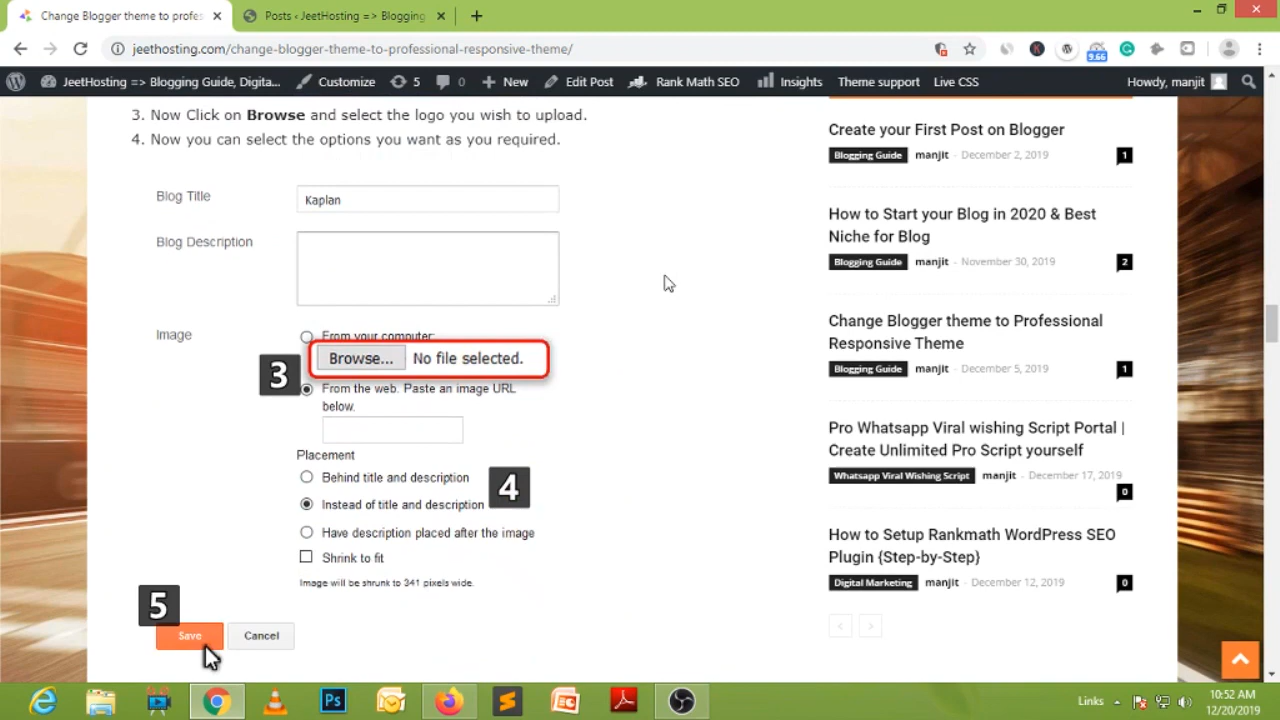 Change Blogger theme to profes
Posts ‹ JeetHosting => Blogging
jeethosting.com/change-blogger-theme-to-professional-responsive-theme/
9.66
JeetHosting => Blogging Guide, Digita...
Customize
5
0
New
Edit Post
Rank Math SEO
Insights
Theme support
Live CSS
Howdy, manjit
3. Now Click on Browse and select the logo you wish to upload.
4. Now you can select the options you want as you required.
Blog Title
Kaplan
Blog Description
Image
From your computer:
3
Browse... No file selected.
From the web. Paste an image URL
below.
Placement
Behind title and description
4
Instead of title and description
Have description placed after the image
Shrink to fit
Image will be shrunk to 341 pixels wide.
5
Save
Cancel
Create your First Post on Blogger
Blogging Guide manjit - December 2, 2019 1
How to Start your Blog in 2020 & Best
Niche for Blog
Blogging Guide manjit - November 30, 2019 2
Change Blogger theme to Professional
Responsive Theme
Blogging Guide manjit - December 5, 2019 1
Pro Whatsapp Viral wishing Script Portal |
Create Unlimited Pro Script yourself
Whatsapp Viral Wishing Script manjit - December 17, 2019
0
How to Setup Rankmath WordPress SEO
Plugin {Step-by-Step}
Digital Marketing manjit - December 12, 2019 0
Ps
Links
10:52 AM
12/20/2019